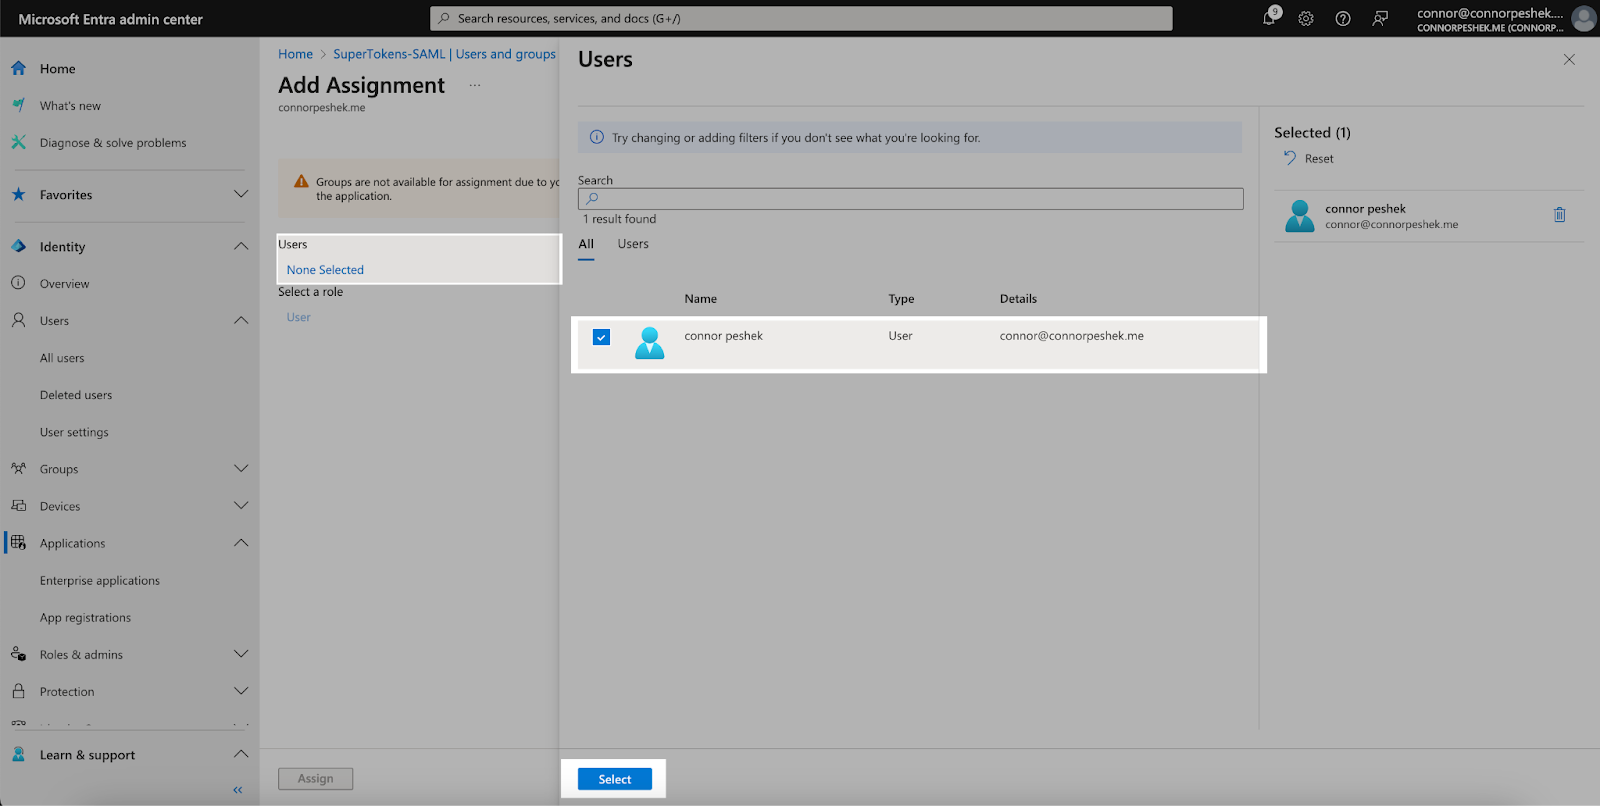 Microsoft Entra admin center
Search resources, services, and docs (G+/)
9
connor@connorpeshek....
CONNORPESHEK.ME (CONNORP...
Home
What's new
Diagnose & solve problems
Favorites
Identity
Overview
Users
All users
Deleted users
User settings
Groups
Devices
Applications
Enterprise applications
App registrations
Roles & admins
Protection
Learn & support
Home > SuperTokens-SAML | Users and groups
Add Assignment ...
connorpeshek.me
Groups are not available for assignment due to yo
the application.
Users
None Selected
Select a role
User
Assign
Users
Try changing or adding filters if you don't see what you're looking for.
Search
1 result found
All Users
Name Type Details
connor peshek User connor@connorpeshek.me
Select
Selected (1)
Reset
connor peshek
connor@connorpeshek.me